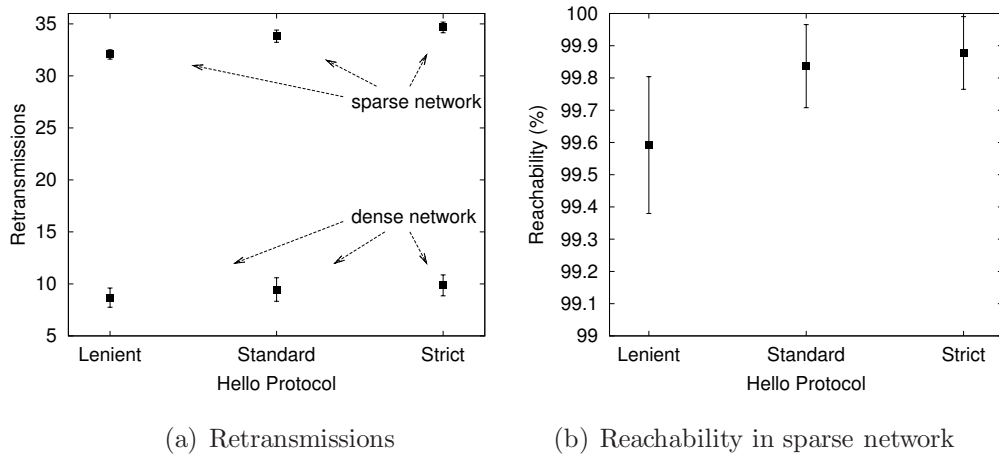 35
30
25
20
15
10
5
Retransmissions
sparse network
dense network
Lenient
Standard
Strict
Hello Protocol
(a) Retransmissions
100
99.9
99.8
99.7
99.6
99.5
99.4
99.3
99.2
99.1
99
Reachability (%)
Lenient
Standard
Strict
Hello Protocol
(b) Reachability in sparse network